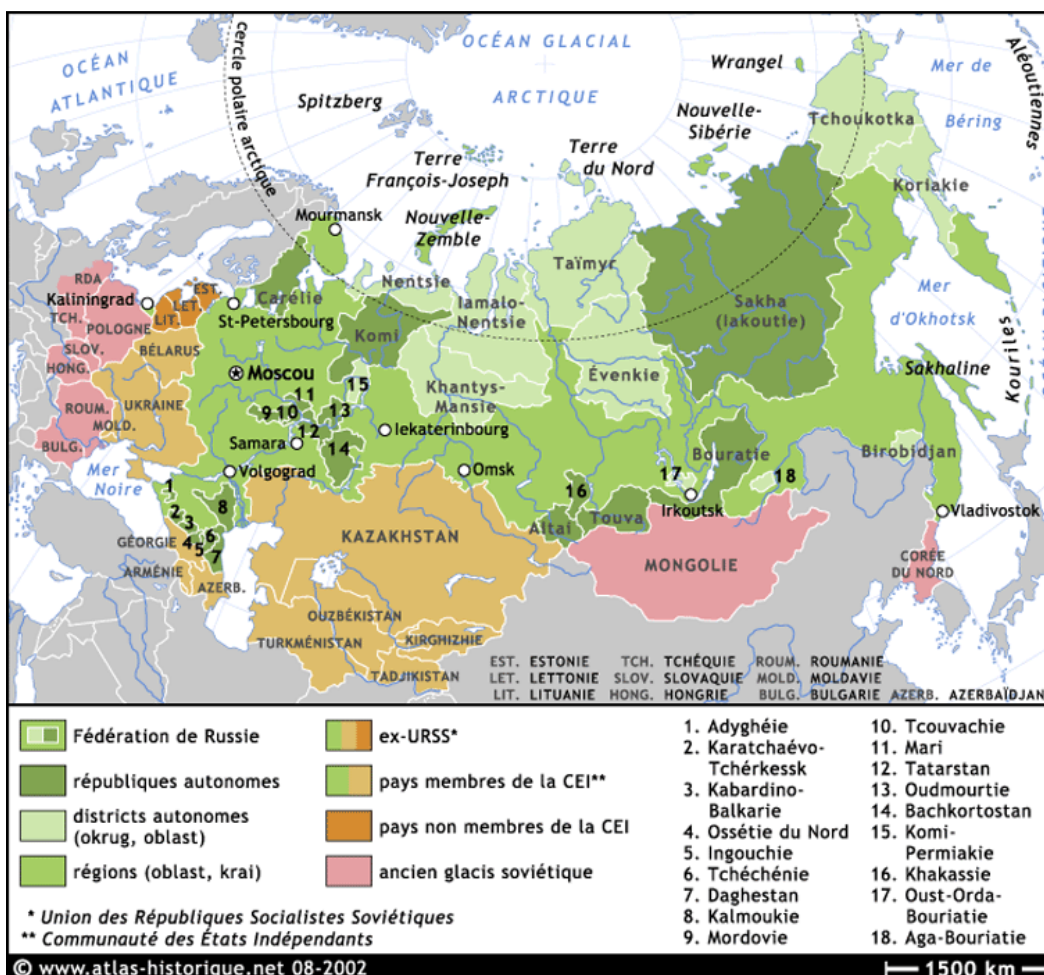 OCÉAN
ATLANTIQUE
cercle polaire arctique
OCÉAN GLACIAL
ARCTIQUE
Spitzberg
Wrangel
Mer de
Béring
Aléoutiennes
Nouvelle-
Sibérie
Tchoukotka
Terre
François-Joseph
Terre
du Nord
Koriakie
Mourmansk
Nouvelle-
Zemble
Taïmyr
Nentsie
Iamalo-
Nentsie
Sakha
(Iakoutie)
Mer
d'Okhotsk
Kouriles
RDA
Kaliningrad
EST.
LET.
LIT.
TCH.
POLOGNE
St-Petersbourg
Carélie
Komi
SLOV.
HONG.
BÉLARUS
Moscou
Khantys-
Mansie
Évenkie
Sakhaline
ROUM.
MOLD.
UKRAINE
BULG.
11
15
9 10
13
12
14
Samara
Iekaterinbourg
Birobidjan
Mer
Noire
Volgograd
Omsk
Bouratie
17
18
16
1
2
3
8
4
5
6
7
Altai
Touva
Irkoutsk
Vladivostok
GÉORGIE
ARMÉNIE
AZERB.
KAZAKHSTAN
MONGOLIE
CORÉE
DU NORD
OUZBÉKISTAN
TURKMÉNISTAN
KIRGHIZIE
TADJIKISTAN
EST. ESTONIE TCH. TCHÉQUIE ROUM. ROUMANIE
LET. LETTONIE SLOV. SLOVAQUIE MOLD. MOLDAVIE
LIT. LITUANIE HONG. HONGRIE BULG. BULGARIE AZERB. AZERBAÏDJAN
Fédération de Russie
républiques autonomes
districts autonomes
(okrug, oblast)
régions (oblast, krai)
ex-URSS*
pays membres de la CEI**
pays non membres de la CEI
ancien glacis soviétique
* Union des Républiques Socialistes Soviétiques
** Communauté des États Indépendants
1. Adyghéie
2. Karatchaévo-
Tchérkessk
3. Kabardino-
Balkarie
4. Ossétie du Nord
5. Ingouchie
6. Tchéchénie
7. Daghestan
8. Kalmoukie
9. Mordovie
10. Tcouvachie
11. Mari
12. Tatarstan
13. Oudmourtie
14. Bachkortostan
15. Komi-
Permiakie
16. Khakassie
17. Oust-Orda-
Bouriatie
18. Aga-Bouriatie
© www.atlas-historique.net 08-2002
1500 km